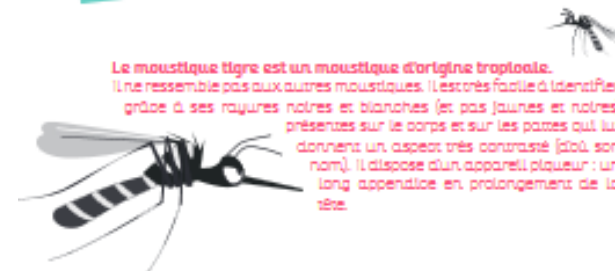 Le moustique tigre est un moustique d'origine tropicale.
Il ne ressemble pas aux autres moustiques. Il est très facile à identifier
grâce à ses rayures noires et blanches (et pas jaunes et noires
présentes sur le corps et sur les pattes qui lui
donnent un aspect très contrasté (d'où son
nom). Il dispose d'un appareil piqueur : un
long appendice en prolongement de la
tête.